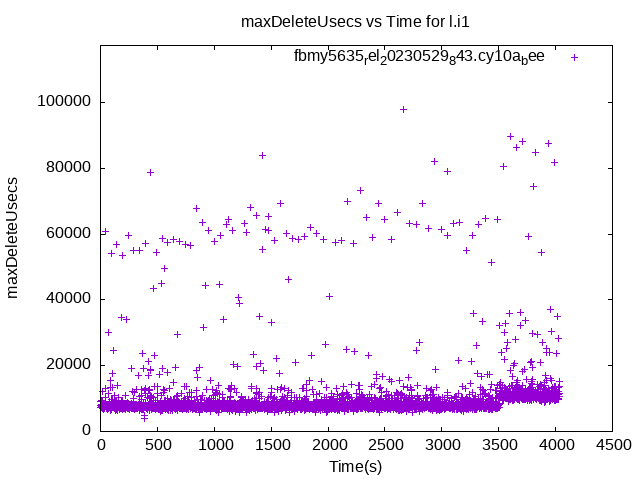 maxDeleteUsecs vs Time for l.i1
fbmy5635_rel_20230529_843.cy10a_bee
100000
80000
60000
40000
20000
0
maxDeleteUsecs
0 500 1000 1500 2000 2500 3000 3500 4000 4500
Time(s)